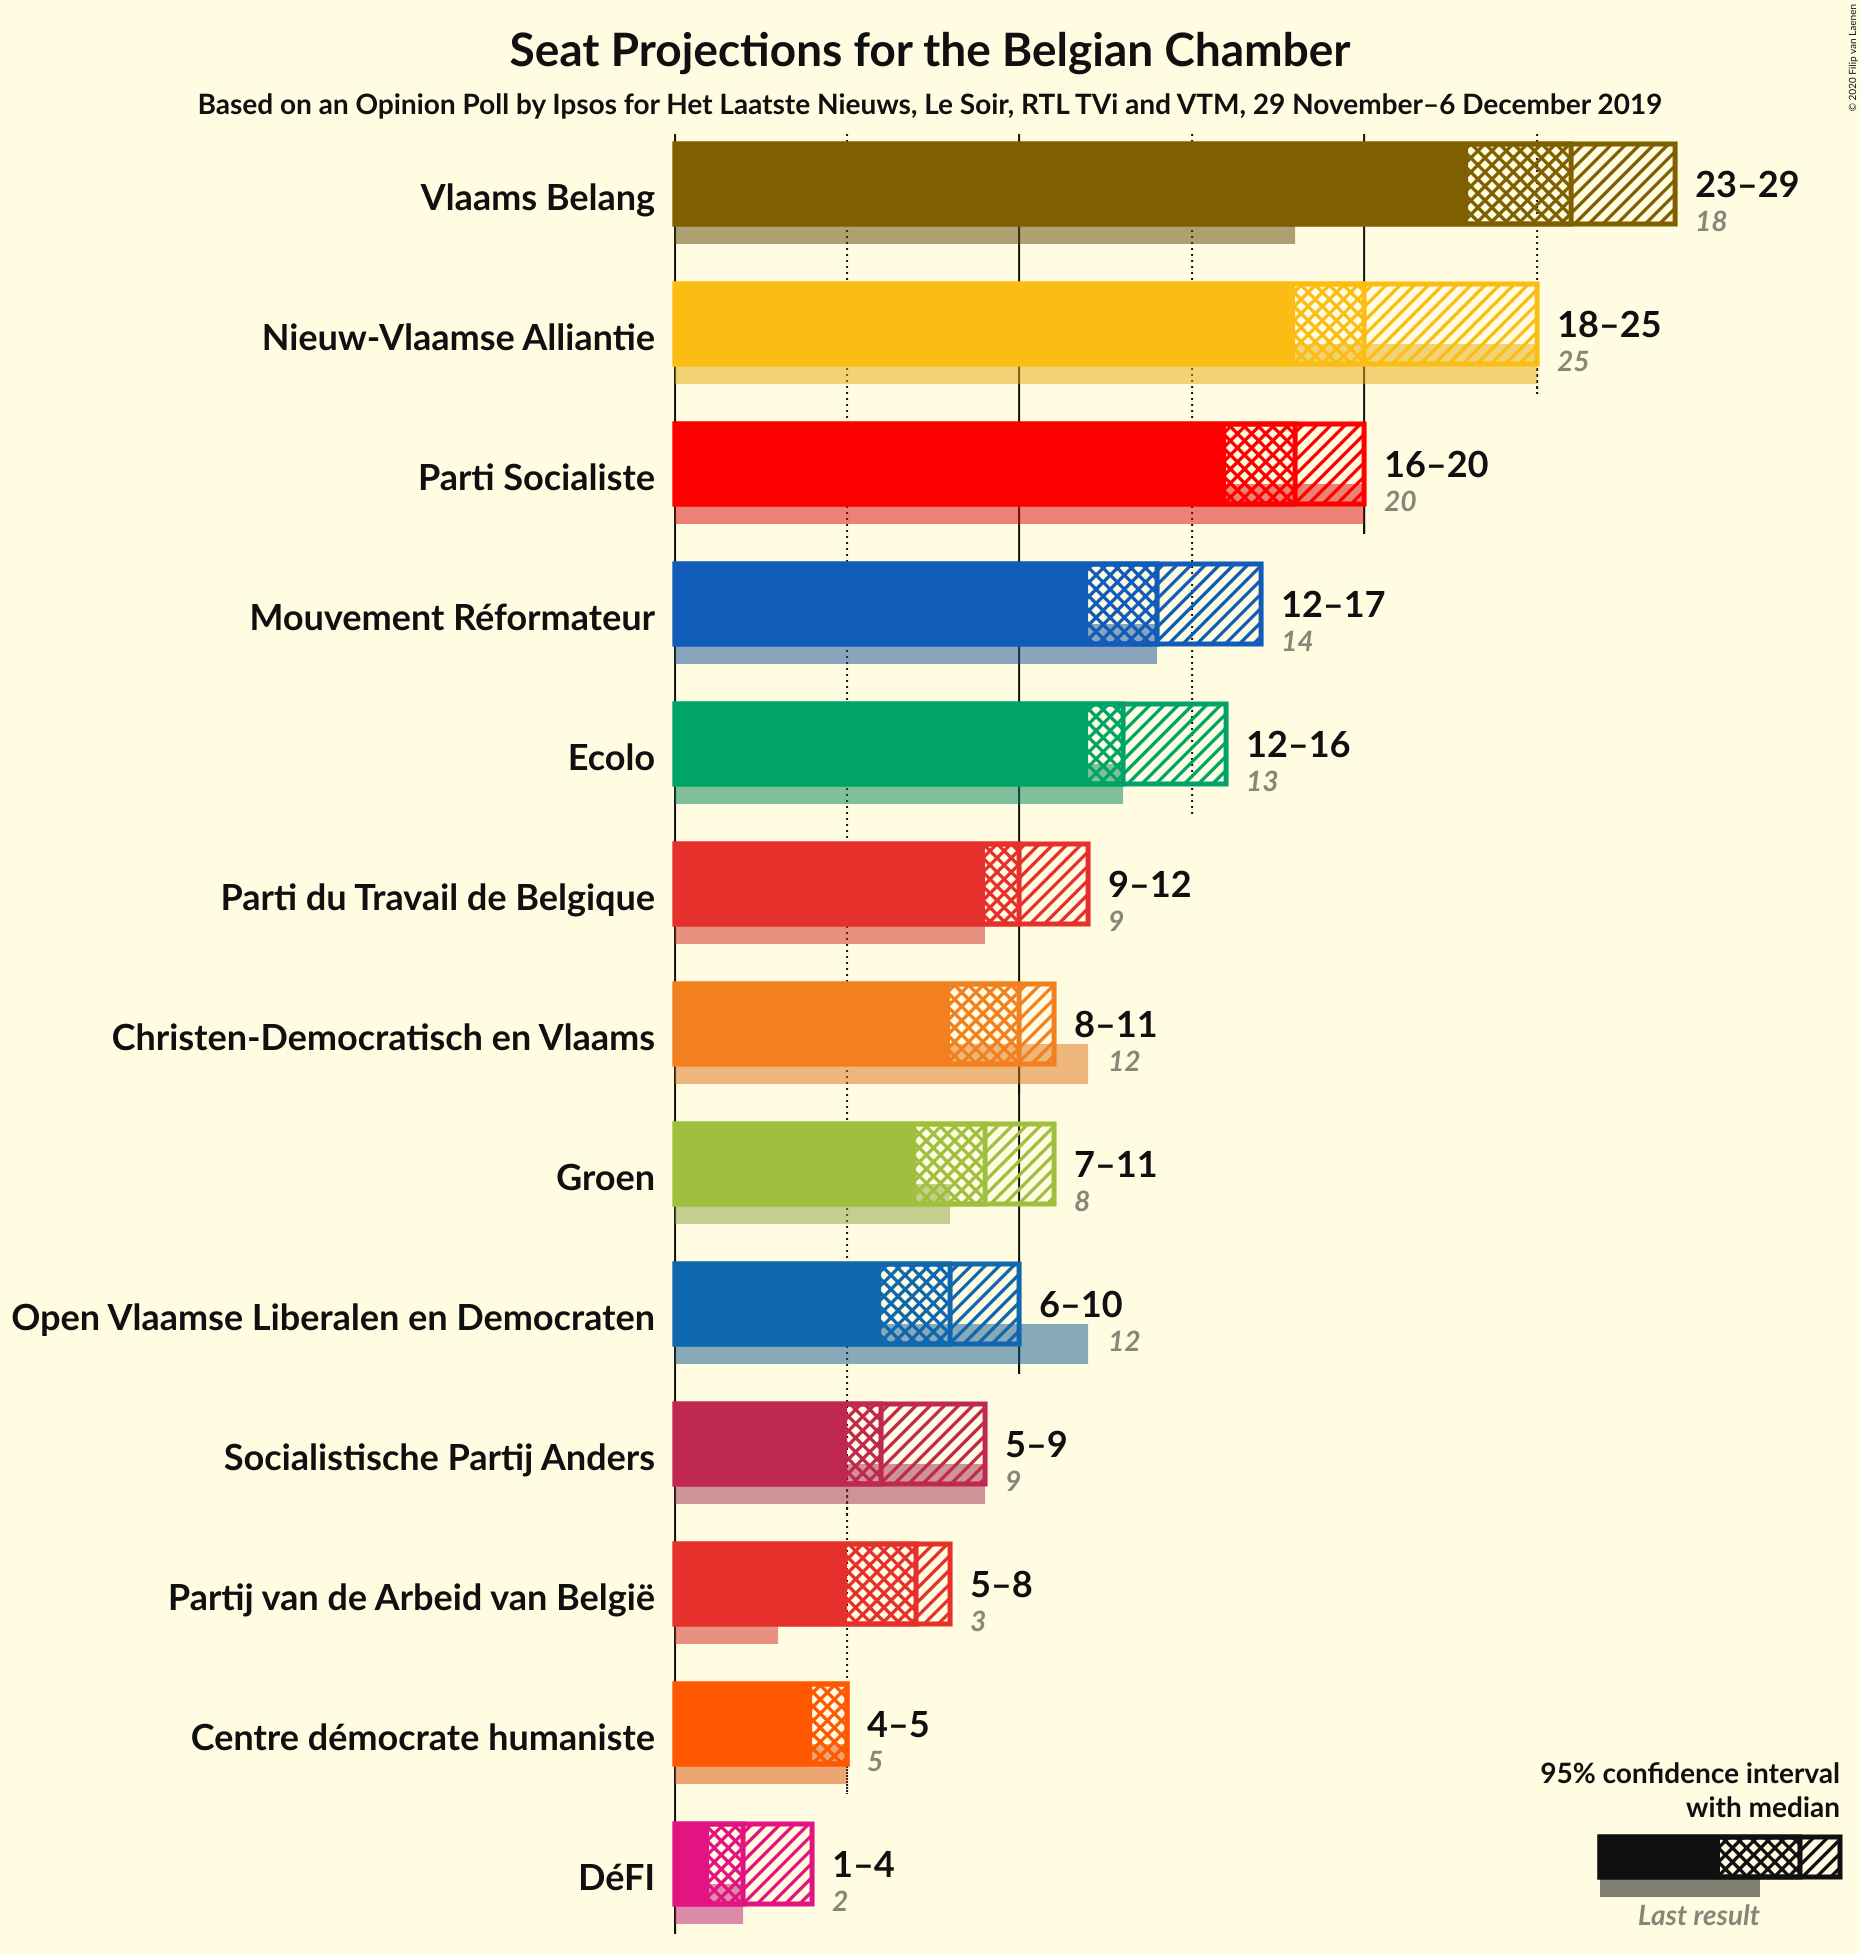 Seat Projections for the Belgian Chamber
Based on an Opinion Poll by Ipsos for Het Laatste Nieuws, Le Soir, RTL TVi and VTM, 29 November–6 December 2019
© 2020 Filip van Laenen
Vlaams Belang
23–29
18
Nieuw-Vlaamse Alliantie
18–25
25
Parti Socialiste
16–20
20
Mouvement Réformateur
12–17
14
Ecolo
12–16
13
Parti du Travail de Belgique
9–12
9
Christen-Democratisch en Vlaams
8–11
12
Groen
7–11
8
Open Vlaamse Liberalen en Democraten
6–10
12
Socialistische Partij Anders
5–9
9
Partij van de Arbeid van België
5–8
3
Centre démocrate humaniste
4–5
5
DéFI
1–4
2
95% confidence interval
with median
Last result